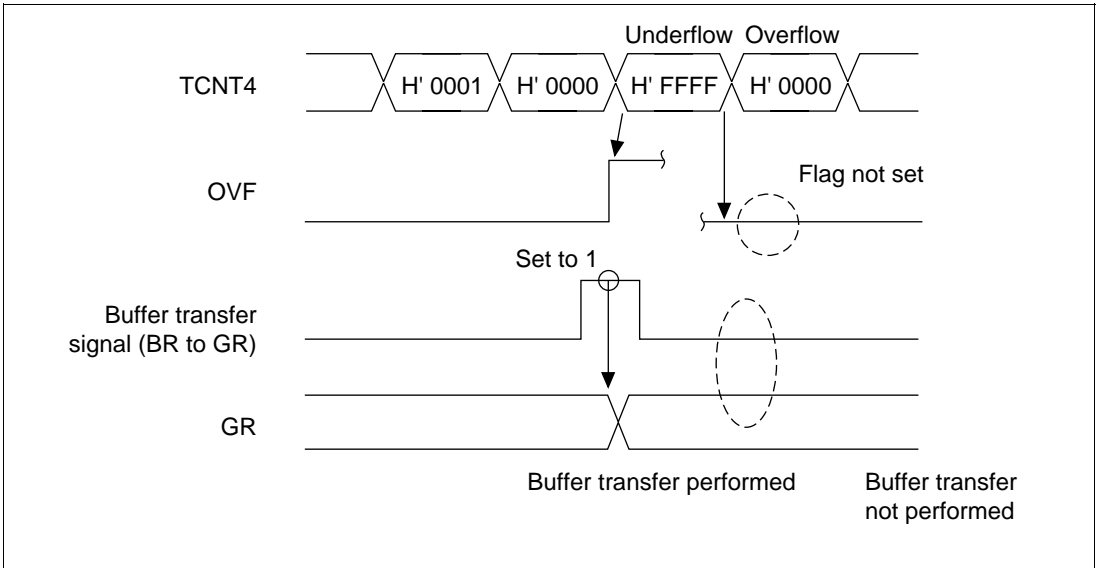 Underflow Overflow
TCNT4 H' 0001 H' 0000 H' FFFF H' 0000
OVF
Flag not set
Set to 1
Buffer transfer
signal (BR to GR)
GR
Buffer transfer performed
Buffer transfer
not performed